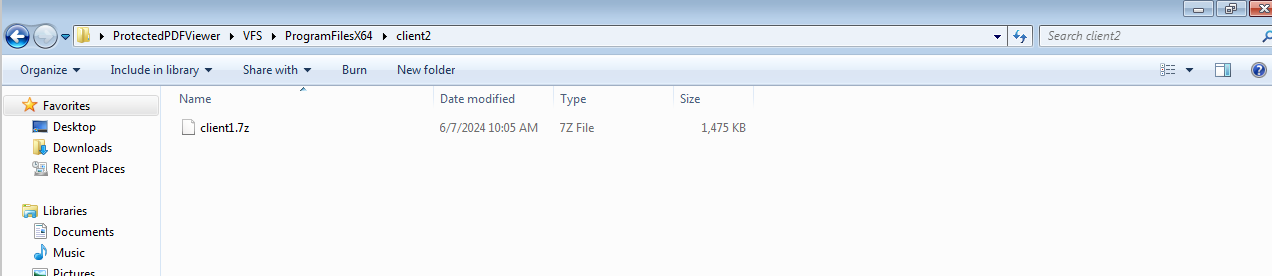 ProtectedPDFViewer VFS ProgramFilesX64 client2 Search client2
Organize Include in library Share with Burn New folder
Favorites
Desktop
Downloads
Recent Places
Libraries
Documents
Music
Pictures
Name Date modified Type Size
client1.7z 6/7/2024 10:05 AM 7Z File 1,475 KB